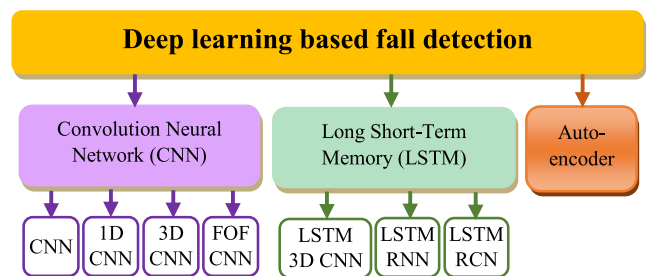 Deep learning based fall detection
Convolution Neural
Network (CNN)
Long Short-Term
Memory (LSTM)
Auto-
encoder
CNN
1D
CNN
3D
CNN
FOF
CNN
LSTM
3D CNN
LSTM
RNN
LSTM
RCN